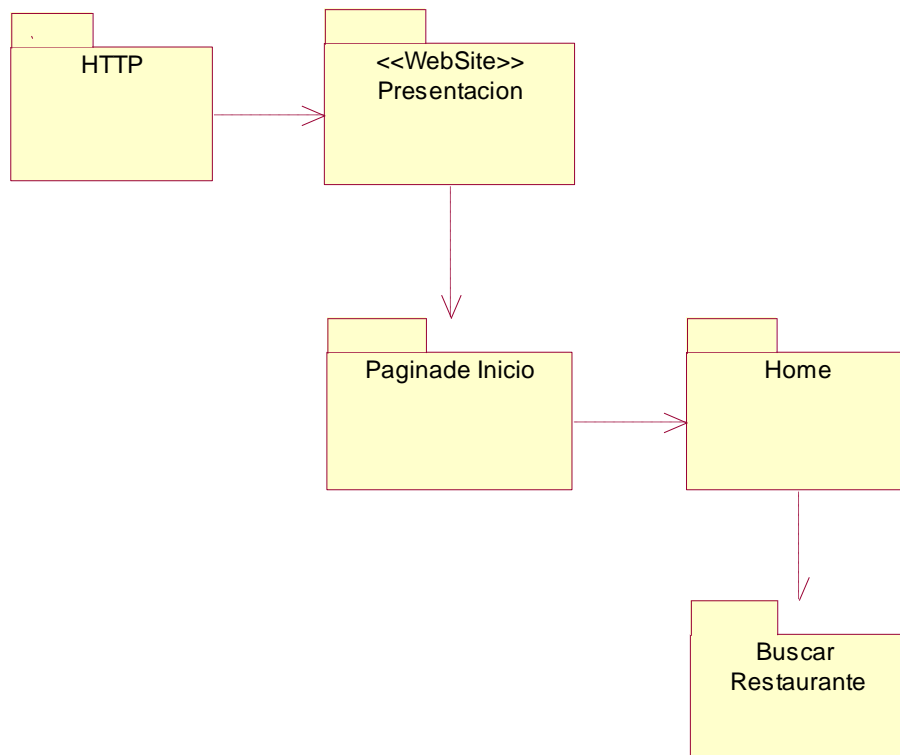 HTTP
<<WebSite>>
Presentacion
Paginade Inicio
Home
Buscar
Restaurante